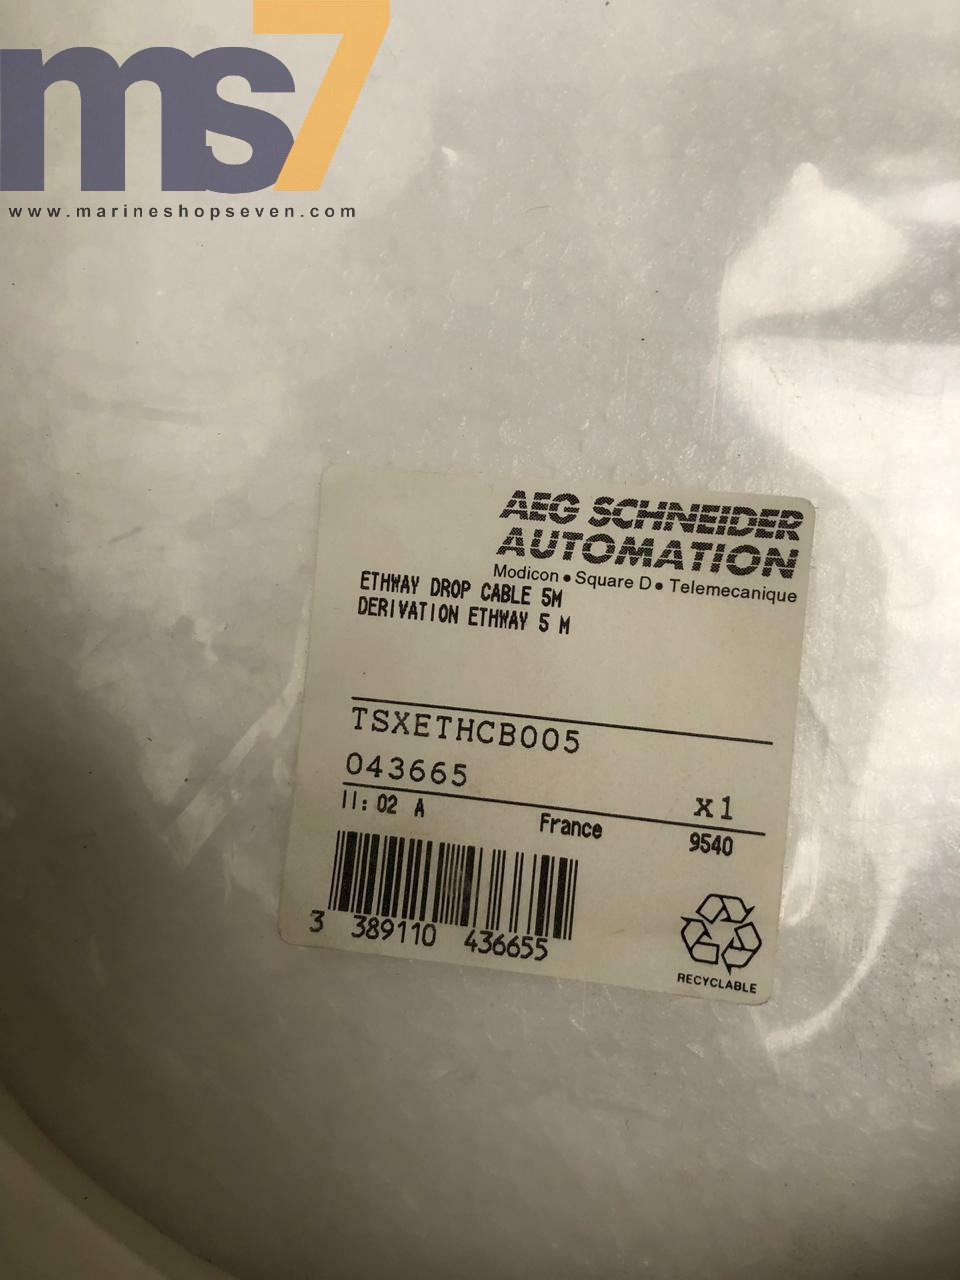 ms7
www.marineshopseven.com
AEG SCHNEIDER
AUTOMATION
Modicon • Square D • Telemecanique
ETHWAY DROP CABLE 5M
DERIVATION ETHWAY 5 M
TSXETHCB005
043665 x1
11:02 A France 9540
3 389110 436655
RECYCLABLE